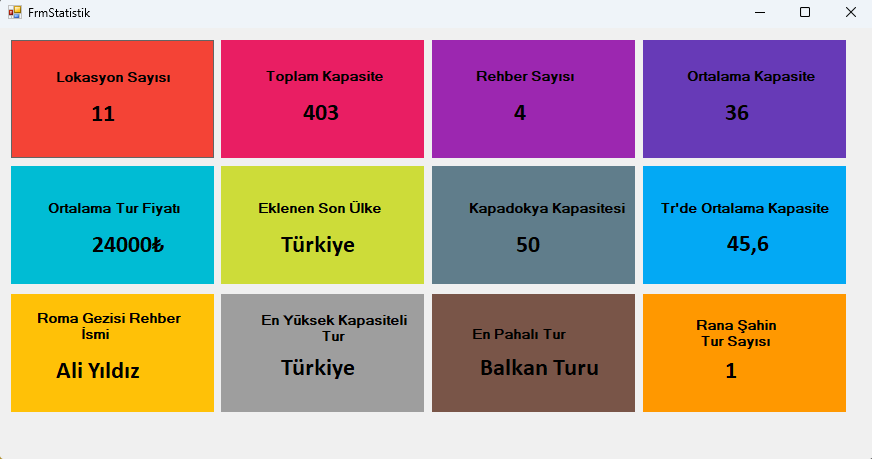 FrmStatistik
Lokasyon Sayısı
11
Toplam Kapasite
403
Rehber Sayısı
4
Ortalama Kapasite
36
Ortalama Tur Fiyatı
24000₺
Eklenen Son Ülke
Türkiye
Kapadokya Kapasitesi
50
Tr'de Ortalama Kapasite
45,6
Roma Gezisi Rehber
İsmi
Ali Yıldız
En Yüksek Kapasiteli
Tur
Türkiye
En Pahalı Tur
Balkan Turu
Rana Şahin
Tur Sayısı
1